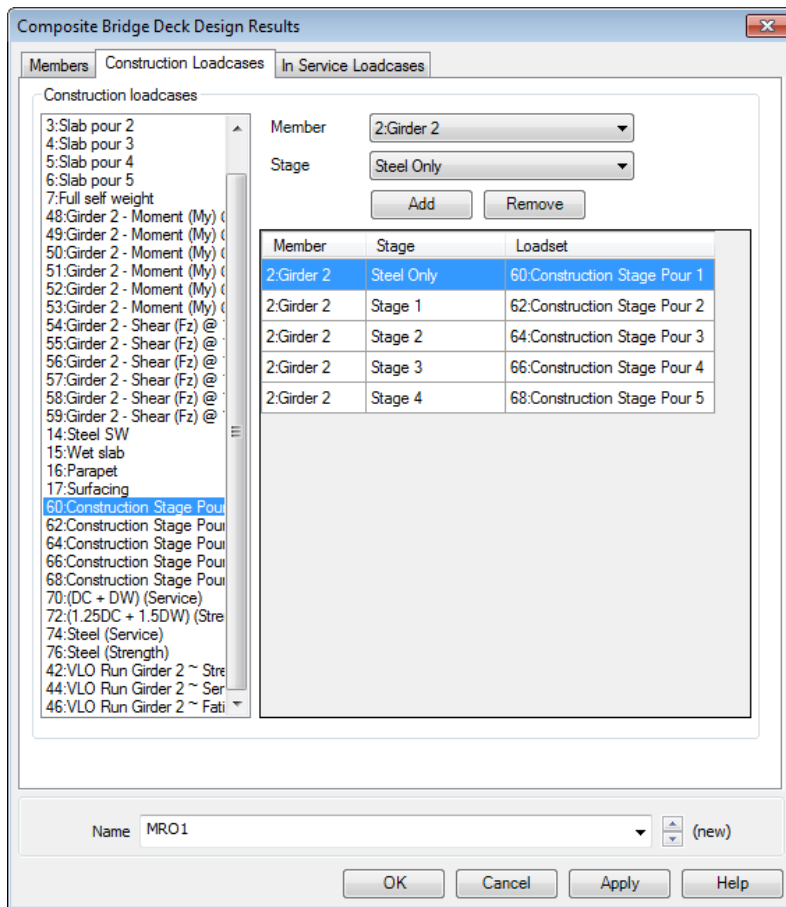 Composite Bridge Deck Design Results
Members Construction Loadcases In Service Loadcases
Construction loadcases
3:Slab pour 2
4:Slab pour 3
5:Slab pour 4
6:Slab pour 5
7:Full self weight
48:Girder 2 - Moment (My) (
49:Girder 2 - Moment (My) (
50:Girder 2 - Moment (My) (
51:Girder 2 - Moment (My) (
52:Girder 2 - Moment (My) (
53:Girder 2 - Moment (My) (
54:Girder 2 - Shear (Fz) @
55:Girder 2 - Shear (Fz) @
56:Girder 2 - Shear (Fz) @
57:Girder 2 - Shear (Fz) @
58:Girder 2 - Shear (Fz) @
59:Girder 2 - Shear (Fz) @
14:Steel SW
15:Wet slab
16:Parapet
17:Surfacing
60:Construction Stage Pour
62:Construction Stage Pour
64:Construction Stage Pour
66:Construction Stage Pour
68:Construction Stage Pour
70:(DC + DW) (Service)
72:(1.25DC + 1.5DW) (Stre
74:Steel (Service)
76:Steel (Strength)
42:VLO Run Girder 2 ~ Stre
44:VLO Run Girder 2 ~ Ser
46:VLO Run Girder 2 ~ Fati
Member 2:Girder 2
Stage Steel Only
Add Remove
Member Stage Loadset
2:Girder 2 Steel Only 60:Construction Stage Pour 1
2:Girder 2 Stage 1 62:Construction Stage Pour 2
2:Girder 2 Stage 2 64:Construction Stage Pour 3
2:Girder 2 Stage 3 66:Construction Stage Pour 4
2:Girder 2 Stage 4 68:Construction Stage Pour 5
Name MRO1 (new)
OK Cancel Apply Help